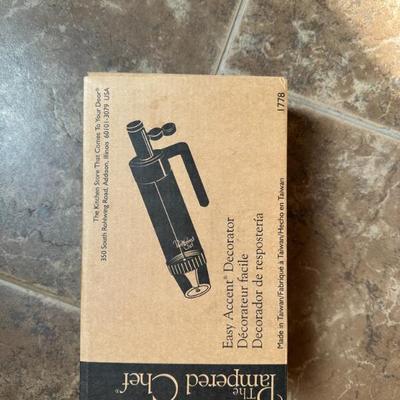 The Kitchen Store That Comes To Your Door®
350 South Rohlwing Road, Addison, Illinois 60101-3079 USA
Easy Accent® Decorator
Décorateur facile
Decorador de respostería
Made in Taiwan/Fabriqué à Taiwan/Hecho en Taiwan
1778
The
Pampered Chef®